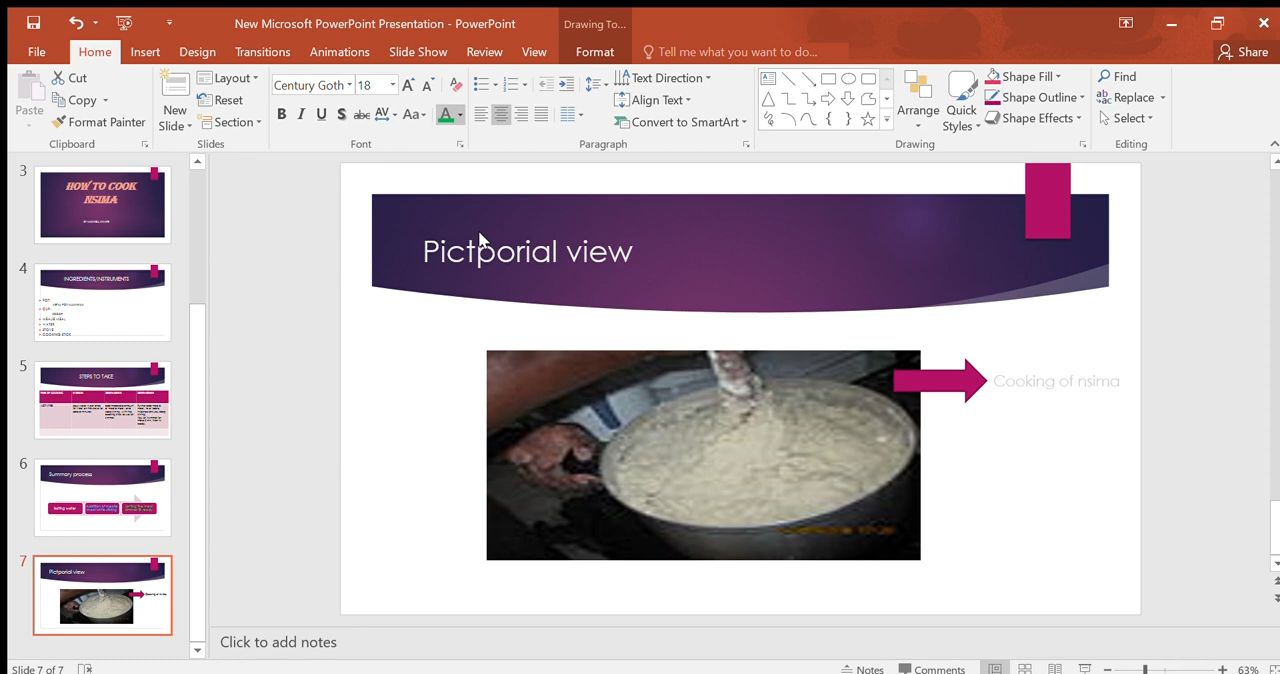 New Microsoft PowerPoint Presentation - PowerPoint
Drawing To...
File
Home
Insert
Design
Transitions
Animations
Slide Show
Review
View
Format
Tell me what you want to do...
Share
Paste
Cut
Copy
Format Painter
Clipboard
New
Slide
Layout
Reset
Section
Slides
Century Goth
18
B I U S abc AV Aa A
Font
Text Direction
Align Text
Convert to SmartArt
Paragraph
Arrange
Quick
Styles
Shape Fill
Shape Outline
Shape Effects
Drawing
Find
Replace
Select
Editing
3
HOW TO COOK
NSIMA
4
INGREDIENTS/INSTRUMENTS
5
STEPS TO TAKE
6
Summary process
Boiling water
7
Pictporial view
Cooking of nsima
Pictporial view
Cooking of nsima
Click to add notes
Slide 7 of 7
Notes
Comments
63%